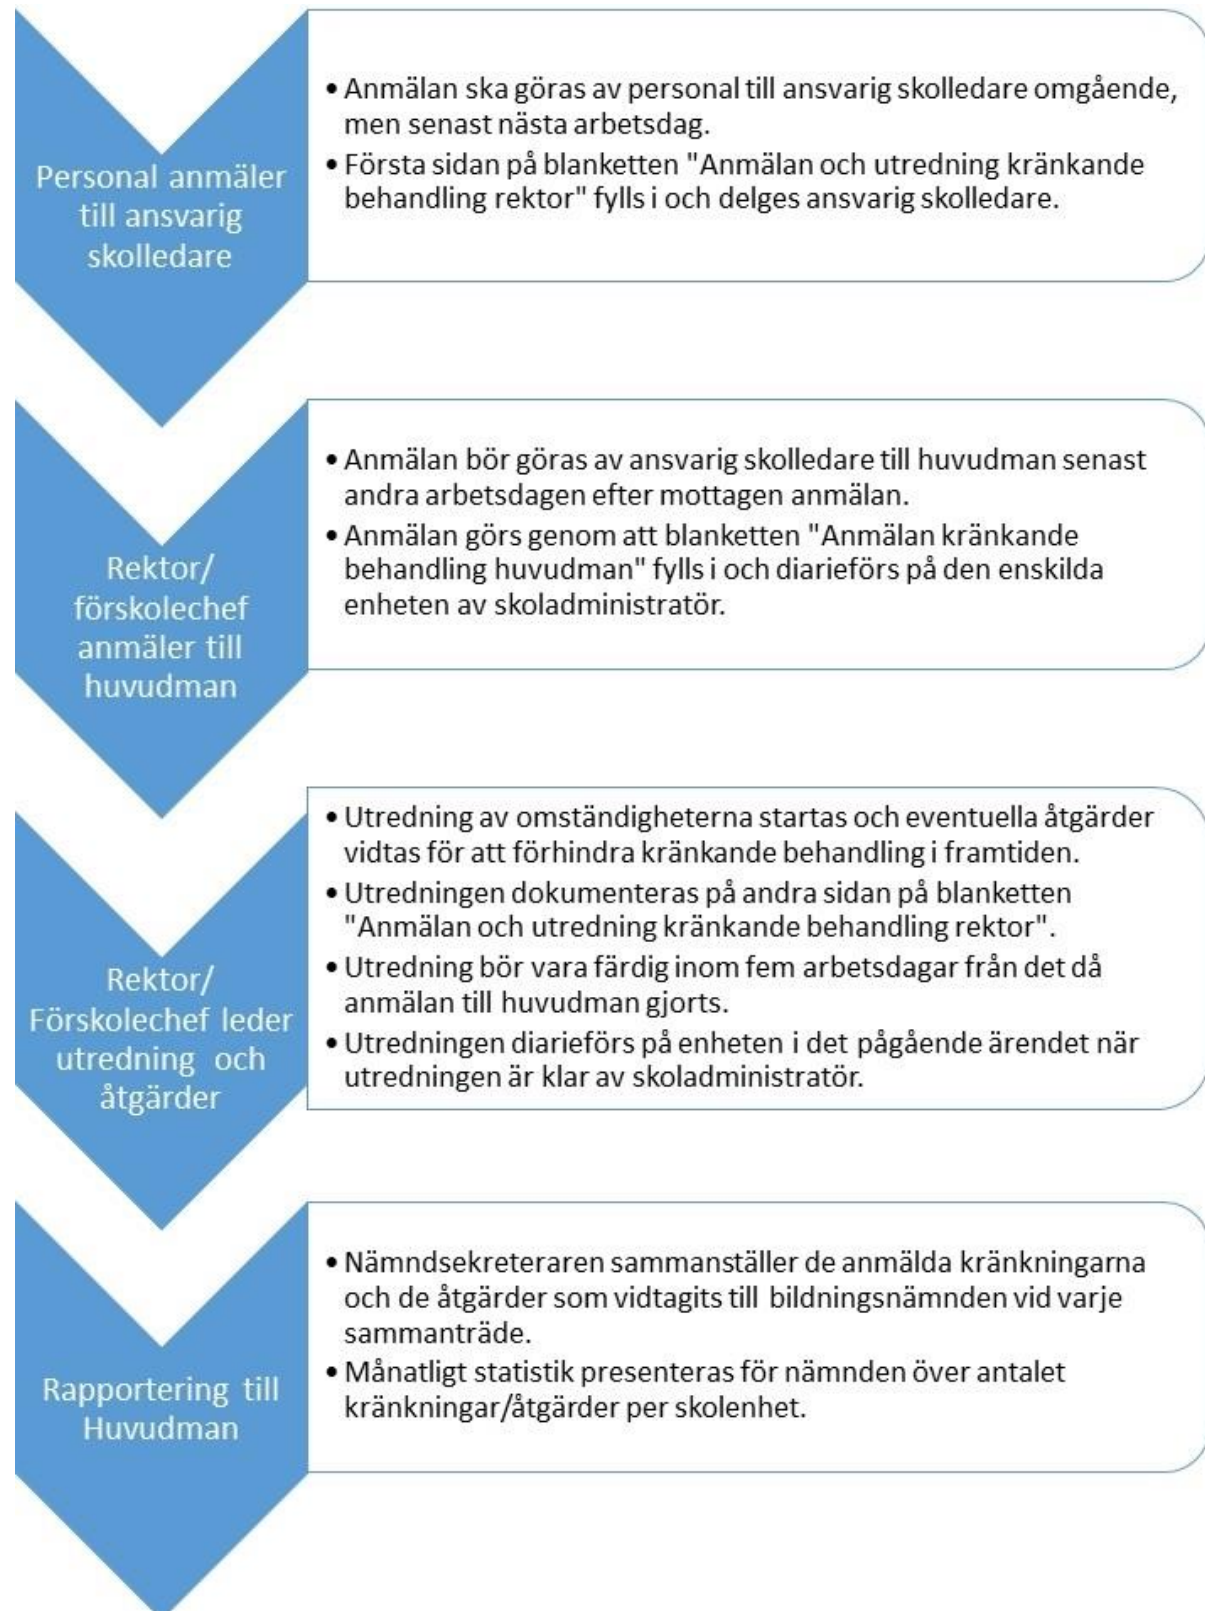 Personal anmäler
till ansvarig
skolledare
• Anmälan ska göras av personal till ansvarig skolledare omgående,
men senast nästa arbetsdag.
• Första sidan på blanketten "Anmälan och utredning kränkande
behandling rektor" fylls i och delges ansvarig skolledare.
Rektor/
förskolechef
anmäler till
huvudman
• Anmälan bör göras av ansvarig skolledare till huvudman senast
andra arbetsdagen efter mottagen anmälan.
• Anmälan görs genom att blanketten "Anmälan kränkande
behandling huvudman" fylls i och diarieförs på den enskilda
enheten av skoladministratör.
Rektor/
Förskolechef leder
utredning och
åtgärder
• Utredning av omständigheterna startas och eventuella åtgärder
vidtas för att förhindra kränkande behandling i framtiden.
• Utredningen dokumenteras på andra sidan på blanketten
"Anmälan och utredning kränkande behandling rektor".
• Utredning bör vara färdig inom fem arbetsdagar från det då
anmälan till huvudman gjorts.
• Utredningen diarieförs på enheten i det pågående ärendet när
utredningen är klar av skoladministratör.
Rapportering till
Huvudman
• Nämndsekreteraren sammanställer de anmälda kränkningarna
och de åtgärder som vidtagits till bildningsnämnden vid varje
sammanträde.
• Månatligt statistik presenteras för nämnden över antalet
kränkningar/åtgärder per skolenhet.